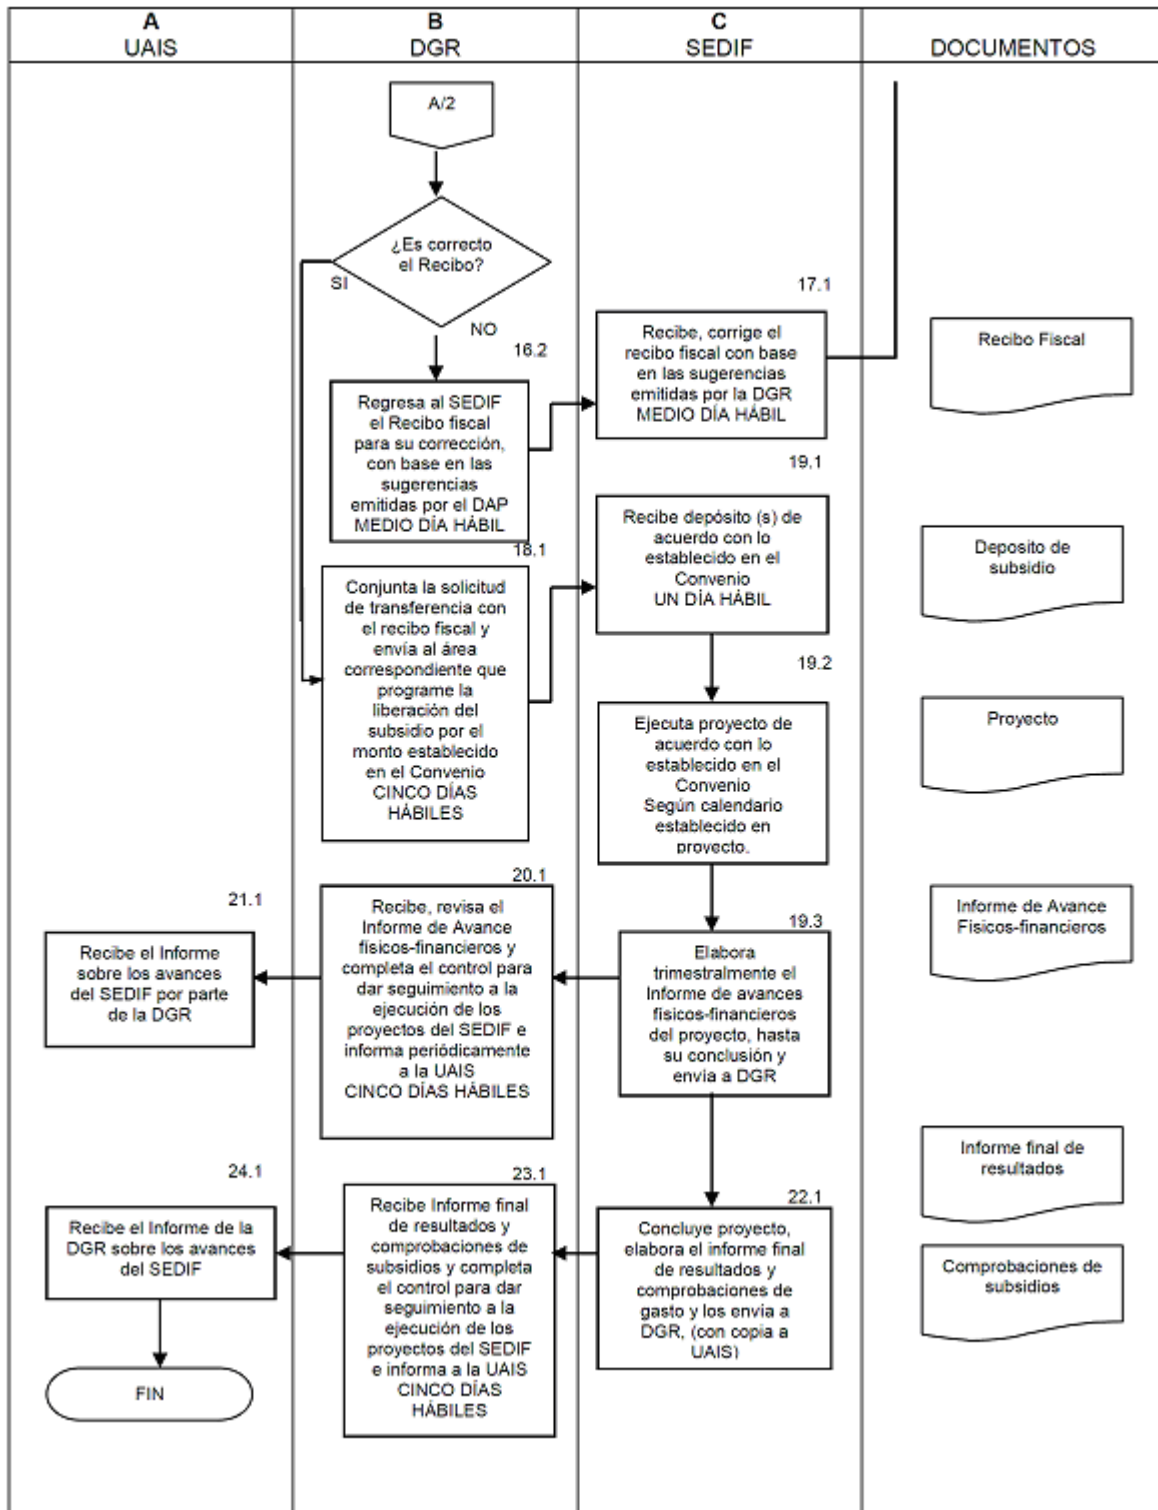 A
UAIS
B
DGR
C
SEDIF
DOCUMENTOS
A/2
¿Es correcto
el Recibo?
SI
NO
16.2
Regresa al SEDIF
el Recibo fiscal
para su corrección,
con base en las
sugerencias
emitidas por el DAP
MEDIO DÍA HÁBIL
17.1
Recibe, corrige el
recibo fiscal con base
en las sugerencias
emitidas por la DGR
MEDIO DÍA HÁBIL
Recibo Fiscal
18.1
Conjunta la solicitud
de transferencia con
el recibo fiscal y
envía al área
correspondiente que
programe la
liberación del
subsidio por el
monto establecido
en el Convenio
CINCO DÍAS
HÁBILES
19.1
Recibe depósito (s) de
acuerdo con lo
establecido en el
Convenio
UN DÍA HÁBIL
Deposito de
subsidio
19.2
Ejecuta proyecto de
acuerdo con lo
establecido en el
Convenio
Según calendario
establecido en
proyecto.
Proyecto
19.3
Elabora
trimestralmente el
Informe de avances
físicos-financieros
del proyecto, hasta
su conclusión y
envía a DGR
Informe de Avance
Físicos-financieros
20.1
Recibe, revisa el
Informe de Avance
físicos-financieros y
completa el control para
dar seguimiento a la
ejecución de los
proyectos del SEDIF e
informa periódicamente
a la UAIS
CINCO DÍAS HÁBILES
21.1
Recibe el Informe
sobre los avances
del SEDIF por parte
de la DGR
22.1
Concluye proyecto,
elabora el informe final
de resultados y
comprobaciones de
gasto y los envia a
DGR, (con copia a
UAIS)
Informe final de
resultados
Comprobaciones de
subsidios
23.1
Recibe Informe final
de resultados y
comprobaciones de
subsidios y completa
el control para dar
seguimiento a la
ejecución de los
proyectos del SEDIF
e informa a la UAIS
CINCO DÍAS
HÁBILES
24.1
Recibe el Informe de la
DGR sobre los avances
del SEDIF
FIN